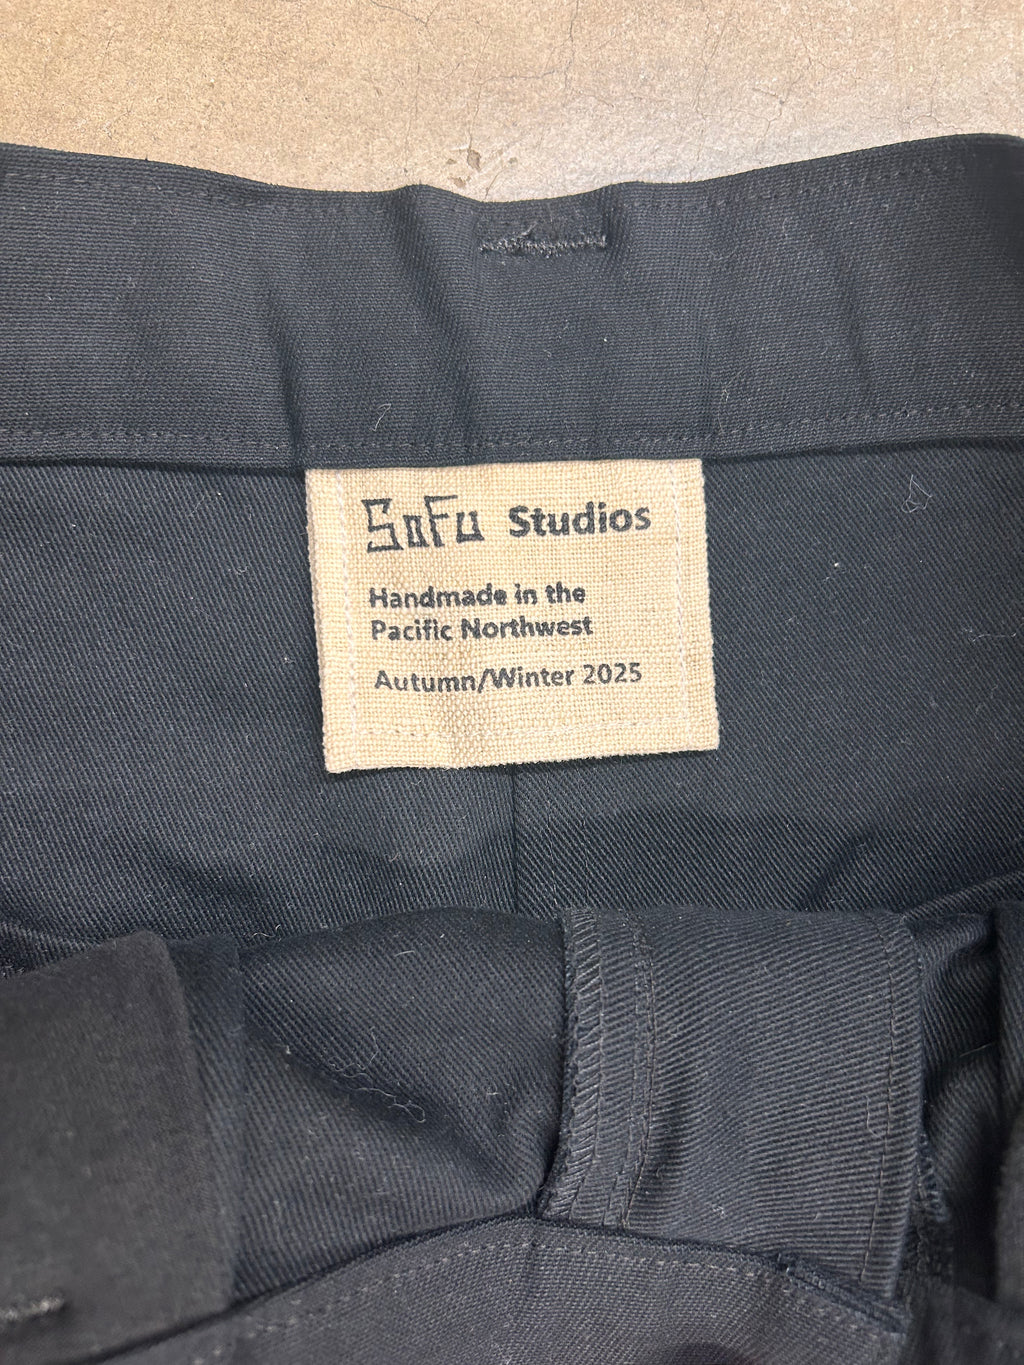 SoFu Studios
Handmade in the
Pacific Northwest
Autumn/Winter 2025